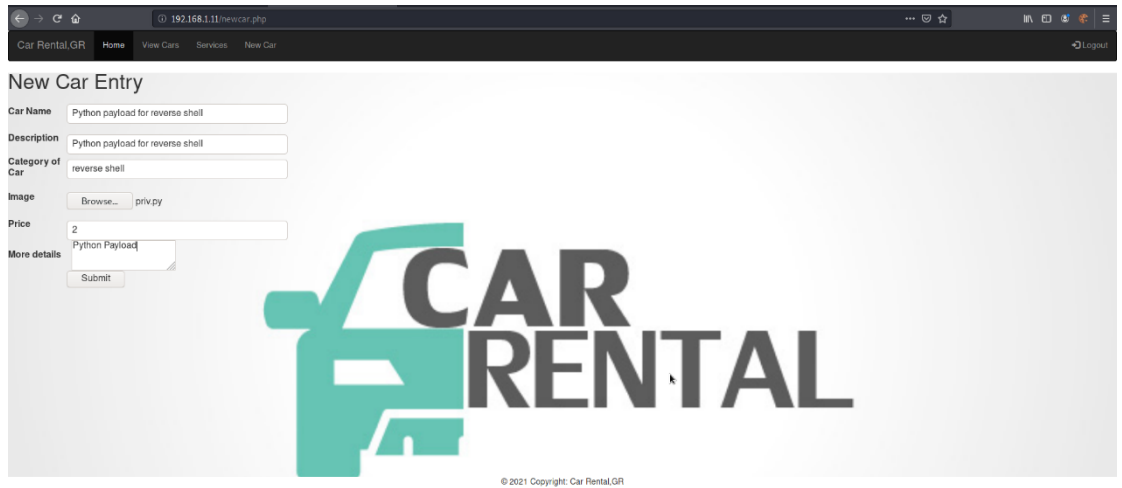 192.168.1.11/newcar.php
Car Rental,GR Home View Cars Services New Car Logout
New Car Entry
Car Name Python payload for reverse shell
Description Python payload for reverse shell
Category of
Car reverse shell
Image Browse... priv.py
Price 2
More details Python Payload
Submit
CAR
RENTAL
© 2021 Copyright: Car Rental,GR